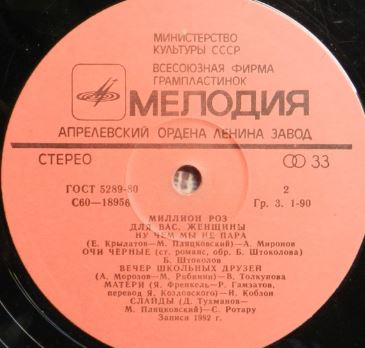 МИНИСТЕРСТВО
КУЛЬТУРЫ СССР
ВСЕСОЮЗНАЯ ФИРМА
ГРАМПЛАСТИНОК
МЕЛОДИЯ
АПРЕЛЕВСКИЙ ОРДЕНА ЛЕНИНА ЗАВОД
СТЕРЕО 33
ГОСТ 5289-80 2
С60—18956 Гр. 3. 1-90
МИЛЛИОН РОЗ
ДЛЯ ВАС, ЖЕНЩИНЫ
НУ ЧЕМ МЫ НЕ ПАРА
(Е. Крылатов—М. Пляцковский) А. Миронов
ОЧИ ЧЕРНЫЕ (ст. романс, обр. Б. Штоколова)
Б. Штоколов
ВЕЧЕР ШКОЛЬНЫХ ДРУЗЕЙ
(А. Морозов—М. Рябинин) В. Толкунова
МАТЕРИ (Я. Френкель—Р. Гамзатов,
перевод Я. Козловского) И. Кобзон
СЛАЙДЫ (Д. Тухманов—
М. Пляцковский) С. Ротару
Записи 1982 г.